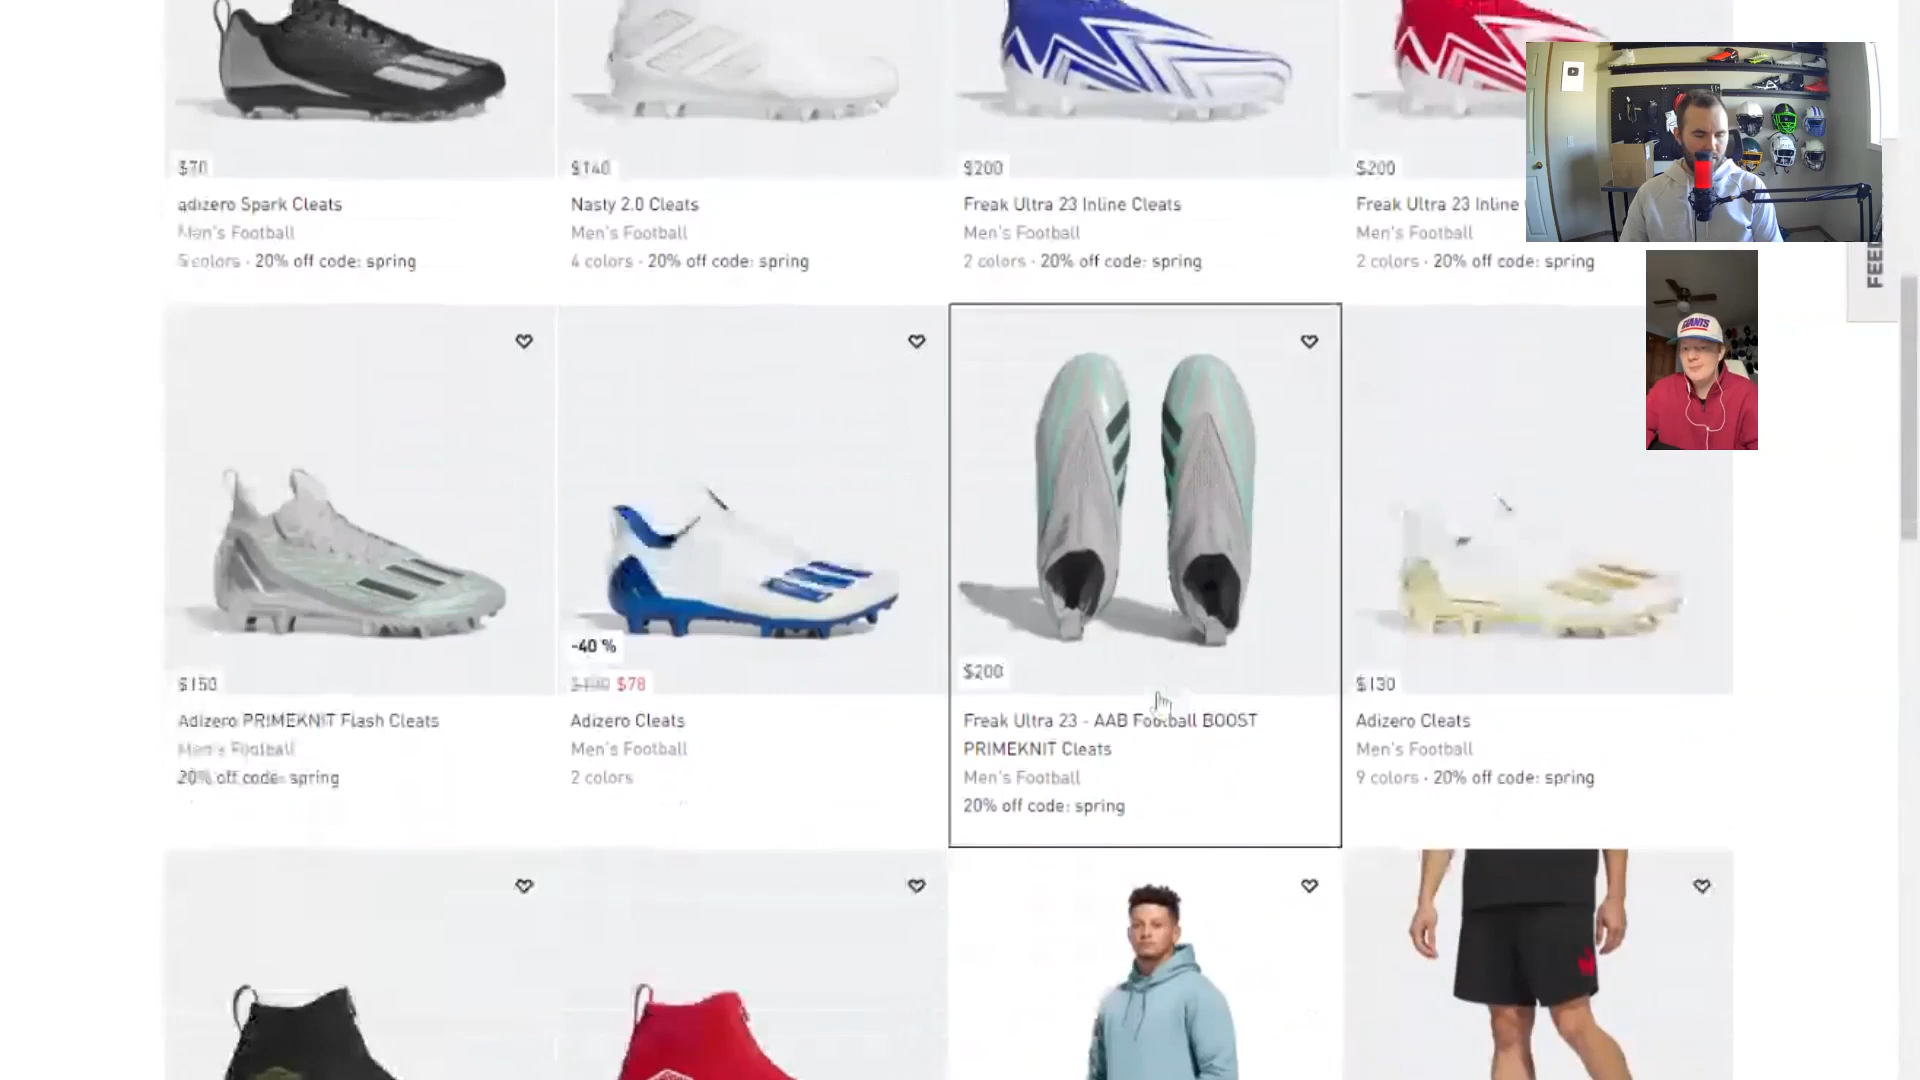 $70
$140
$200
$200
adizero Spark Cleats
Nasty 2.0 Cleats
Freak Ultra 23 Inline Cleats
Freak Ultra 23 Inline
Men's Football
Men's Football
Men's Football
Men's Football
5 colors · 20% off code: spring
4 colors · 20% off code: spring
2 colors · 20% off code: spring
2 colors · 20% off code: spring
FEED
GIANTS
-40 %
$150
$130 $78
$200
$130
Adizero PRIMEKNIT Flash Cleats
Adizero Cleats
Freak Ultra 23 - AAB Football BOOST
PRIMEKNIT Cleats
Adizero Cleats
Men's Football
Men's Football
Men's Football
Men's Football
20% off code: spring
2 colors
20% off code: spring
9 colors · 20% off code: spring